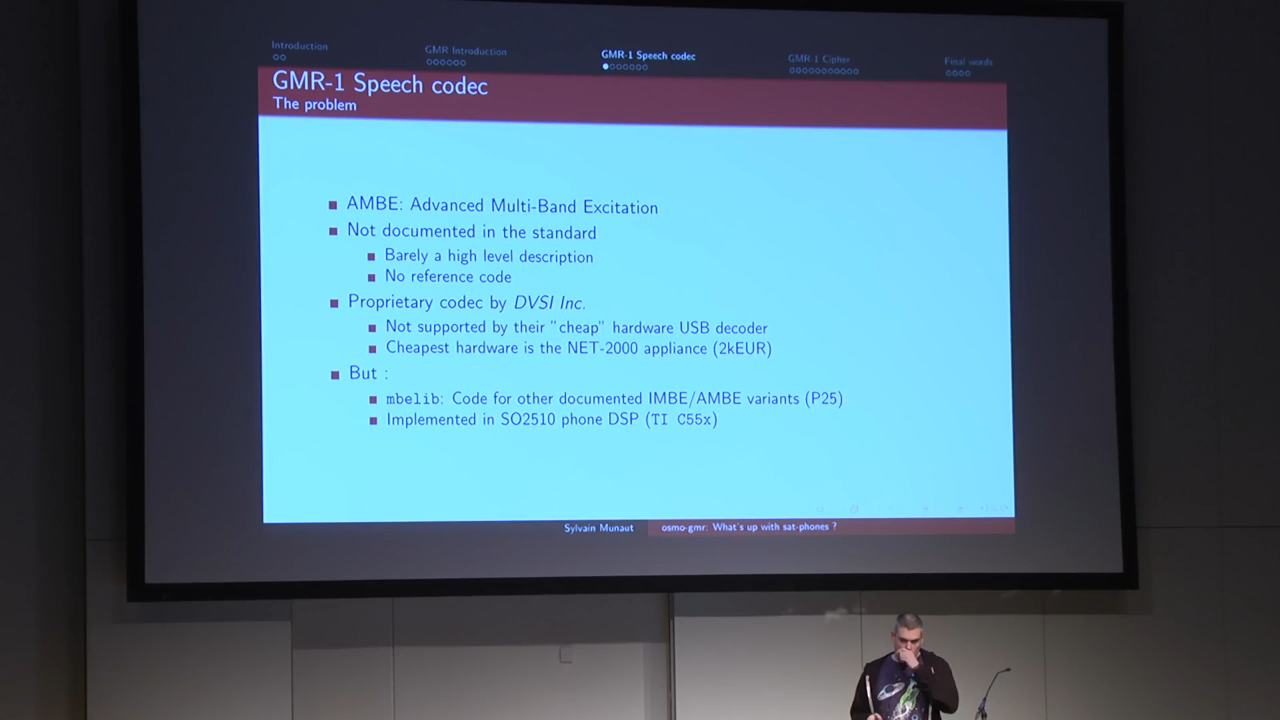 Introduction
GMR Introduction
GMR-1 Speech codec
GMR-1 Cipher
Final words
GMR-1 Speech codec
The problem
AMBE: Advanced Multi-Band Excitation
Not documented in the standard
Barely a high level description
No reference code
Proprietary codec by DVSI Inc.
Not supported by their "cheap" hardware USB decoder
Cheapest hardware is the NET-2000 appliance (2kEUR)
But :
mbelib: Code for other documented IMBE/AMBE variants (P25)
Implemented in SO2510 phone DSP (TI C55x)
Sylvain Munaut
osmo-gmr: What's up with sat-phones ?